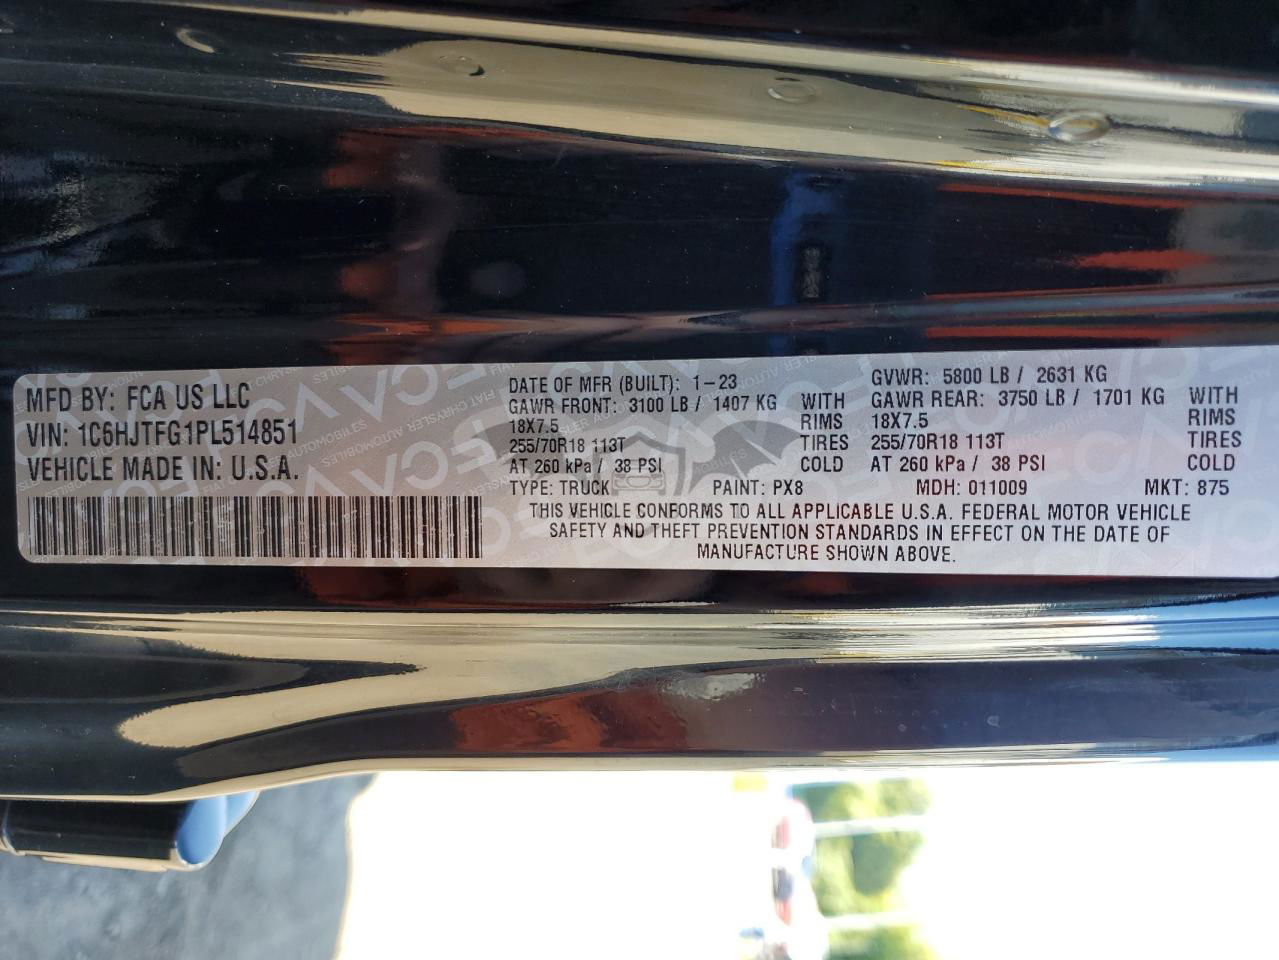 MFD BY: FCA US LLC
VIN: 1C6HJTFG1PL514851
VEHICLE MADE IN: U.S.A.
DATE OF MFR (BUILT): 1-23
GAWR FRONT: 3100 LB / 1407 KG WITH
18X7.5 RIMS
255/70R18 113T TIRES
AT 260 kPa / 38 PSI COLD
TYPE: TRUCK PAINT: PX8
GVWR: 5800 LB / 2631 KG
GAWR REAR: 3750 LB / 1701 KG WITH
18X7.5 RIMS
255/70R18 113T TIRES
AT 260 kPa / 38 PSI COLD
MDH: 011009 MKT: 875
THIS VEHICLE CONFORMS TO ALL APPLICABLE U.S.A. FEDERAL MOTOR VEHICLE
SAFETY AND THEFT PREVENTION STANDARDS IN EFFECT ON THE DATE OF
MANUFACTURE SHOWN ABOVE.